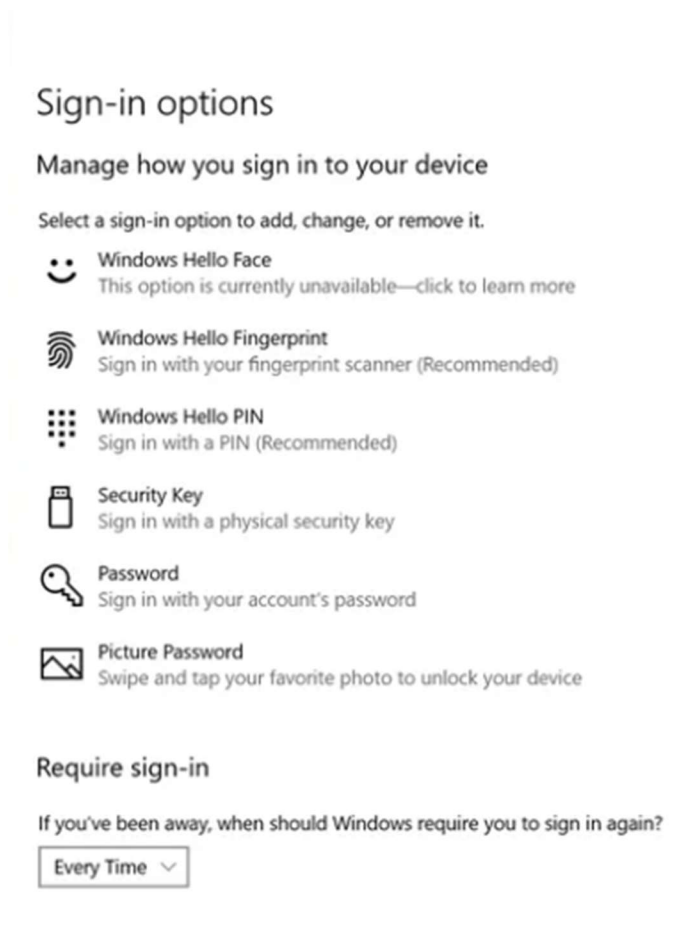 Sign-in options
Manage how you sign in to your device
Select a sign-in option to add, change, or remove it.
Windows Hello Face
This option is currently unavailable—click to learn more
Windows Hello Fingerprint
Sign in with your fingerprint scanner (Recommended)
Windows Hello PIN
Sign in with a PIN (Recommended)
Security Key
Sign in with a physical security key
Password
Sign in with your account's password
Picture Password
Swipe and tap your favorite photo to unlock your device
Require sign-in
If you've been away, when should Windows require you to sign in again?
Every Time